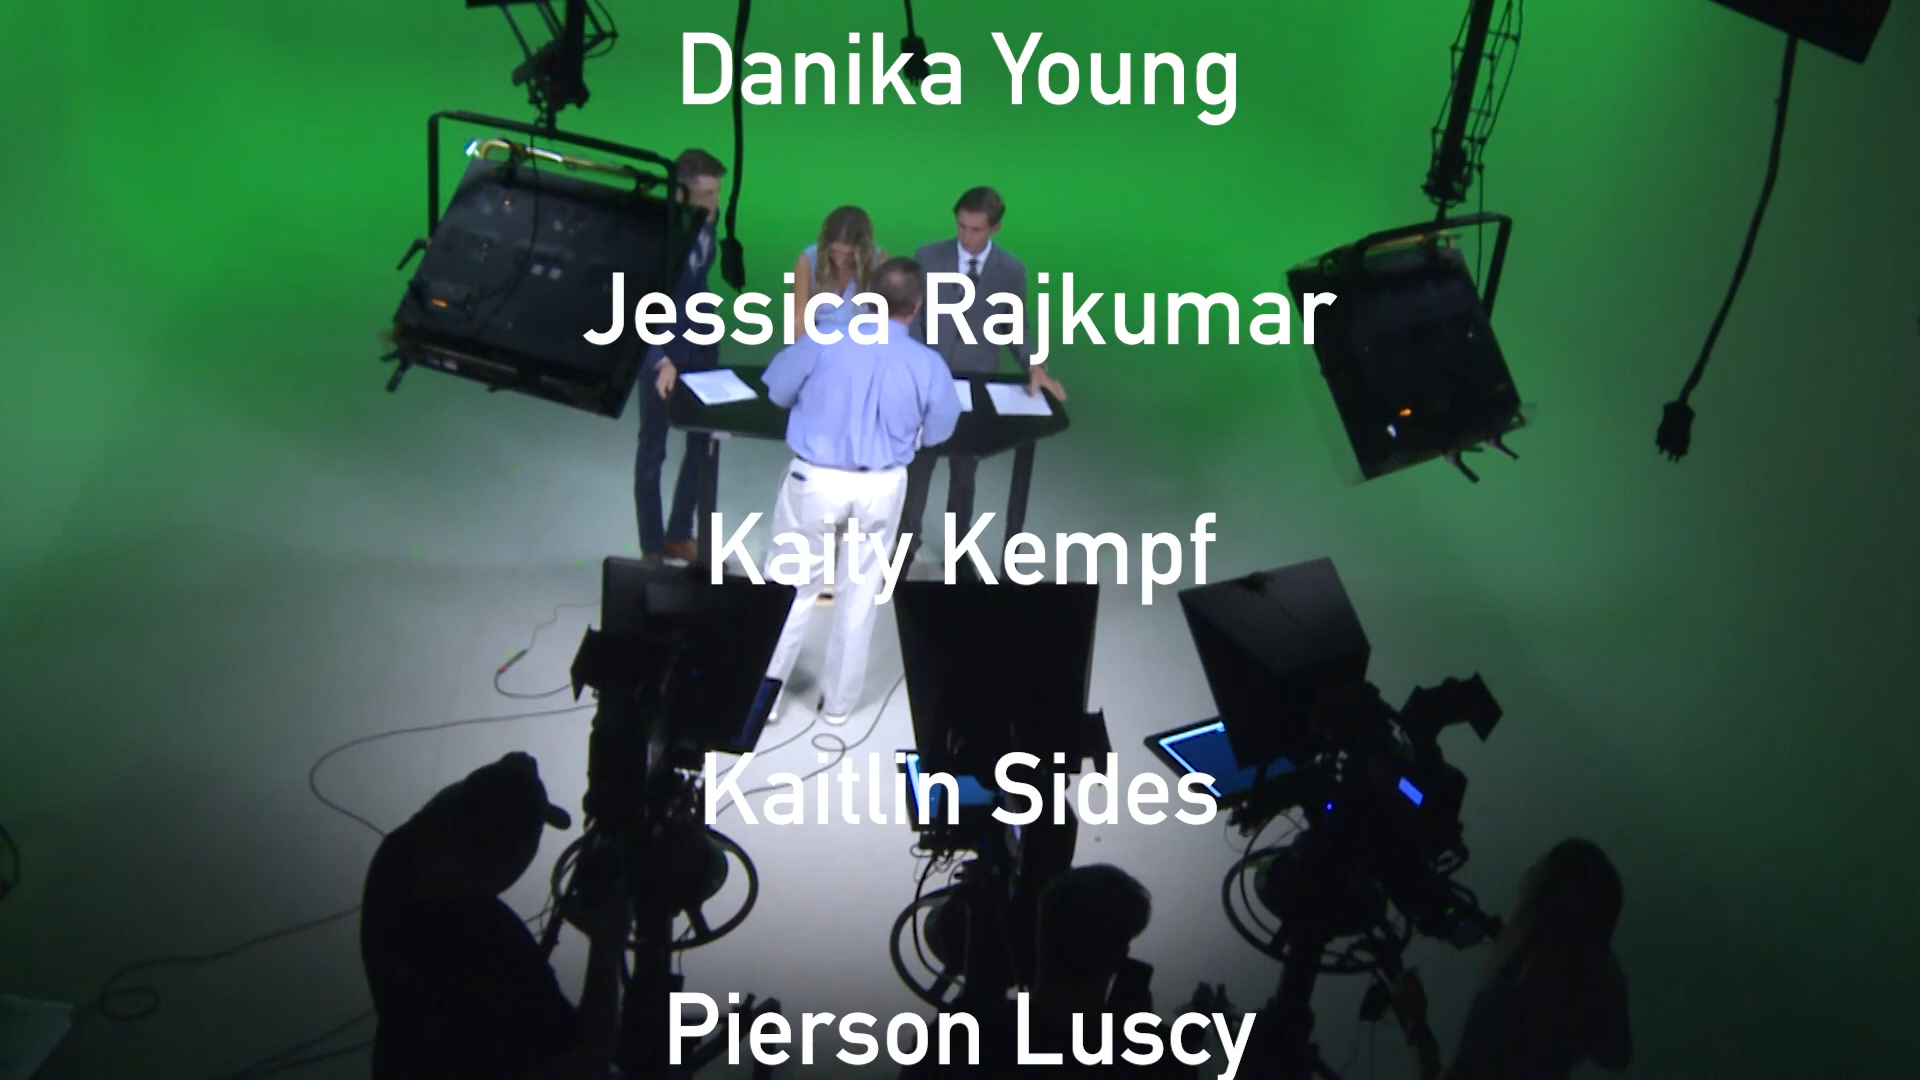 Danika Young
Jessica Rajkumar
Kaity Kempf
Kaitlin Sides
Pierson Luscy